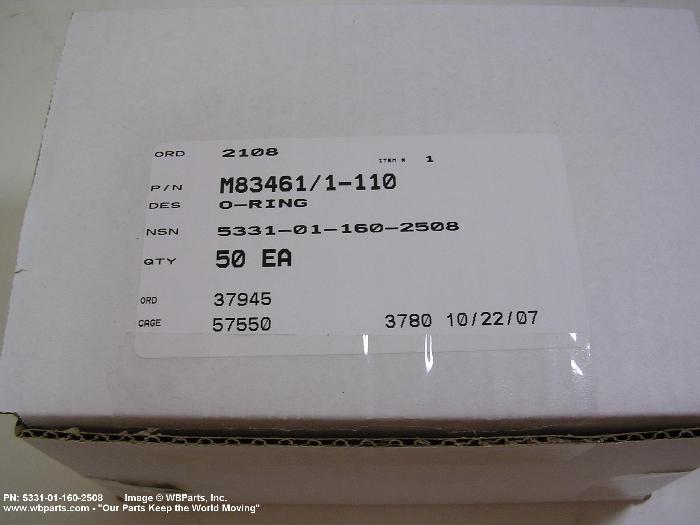 ORD 2108 ITEM # 1
P/N M83461/1-110
DES O-RING
NSN 5331-01-160-2508
QTY 50 EA
ORD 37945
CAGE 57550 3780 10/22/07
PN: 5331-01-160-2508 Image © WBParts, Inc.
www.wbparts.com - "Our Parts Keep the World Moving"